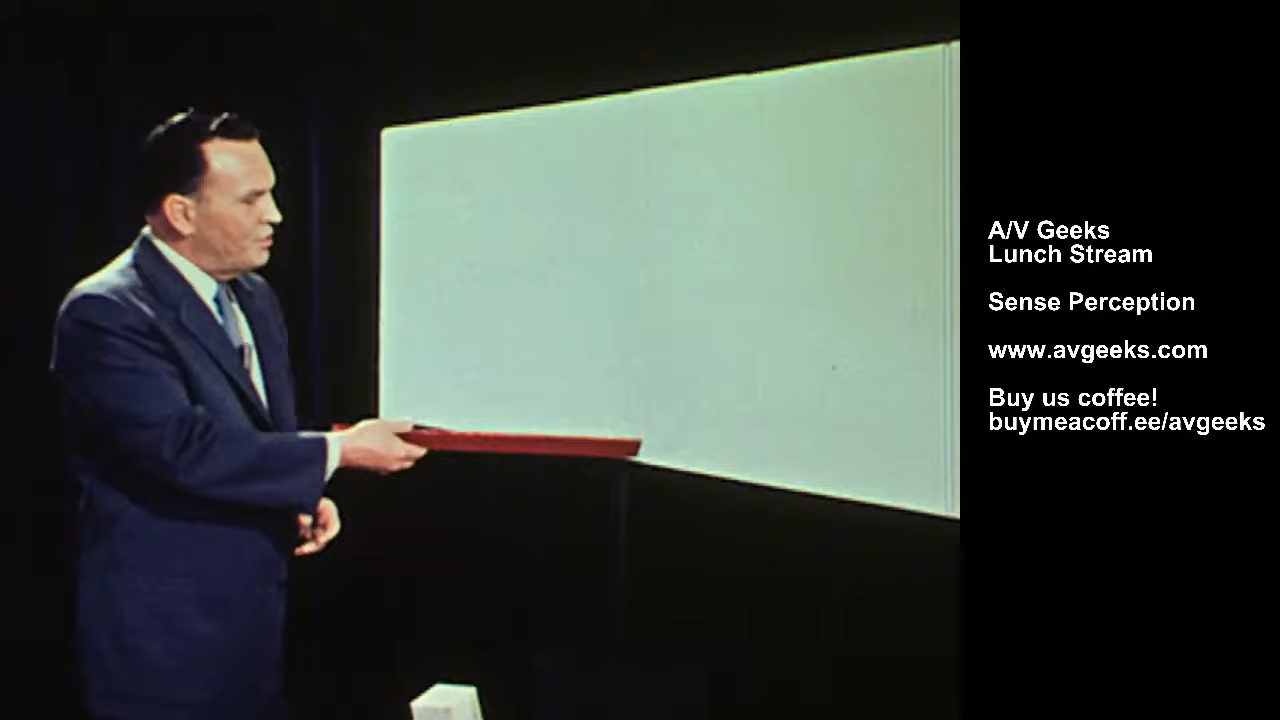 A/V Geeks
Lunch Stream
Sense Perception
www.avgeeks.com
Buy us coffee!
buymeacoff.ee/avgeeks